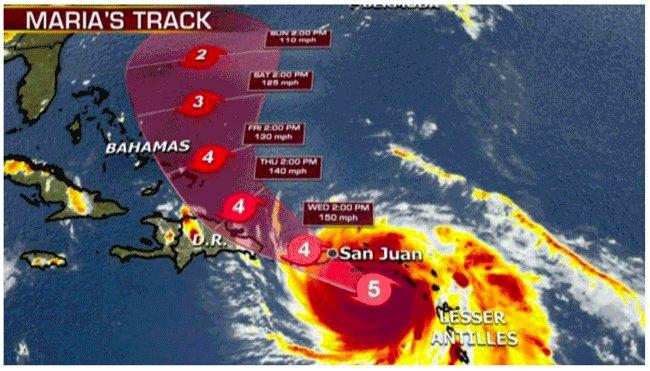 MARIA'S TRACK
BERMUDA
SUN 2:00 PM
110 mph
2
SAT 2:00 PM
125 mph
3
FRI 2:00 PM
130 mph
BAHAMAS
4
THU 2:00 PM
140 mph
4
WED 2:00 PM
150 mph
D.R.
4
San Juan
5
LESSER
ANTILLES